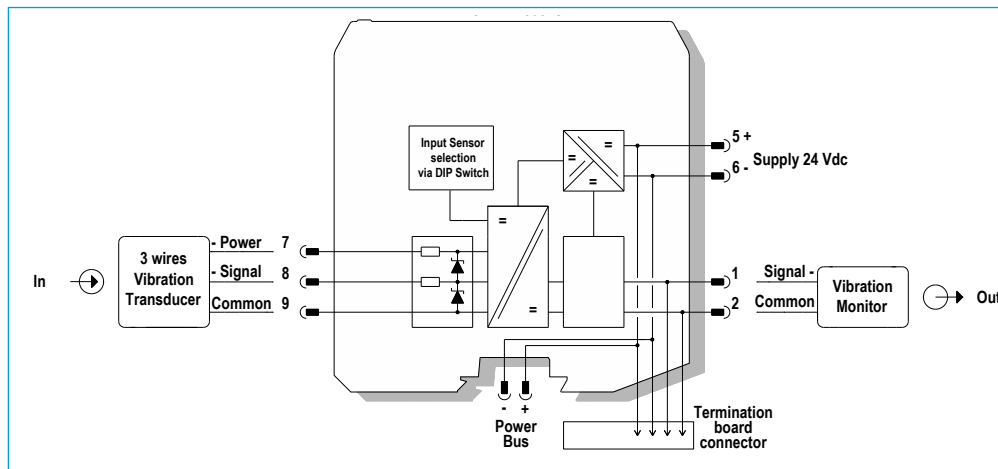 Input Sensor
selection
via DIP Switch
=
=
=
=
=
5 +
6 -
Supply 24 Vdc
In
3 wires
Vibration
Transducer
- Power 7
- Signal 8
Common 9
1 Signal -
2 Common
Vibration
Monitor
Out
- +
Power
Bus
Termination
board
connector